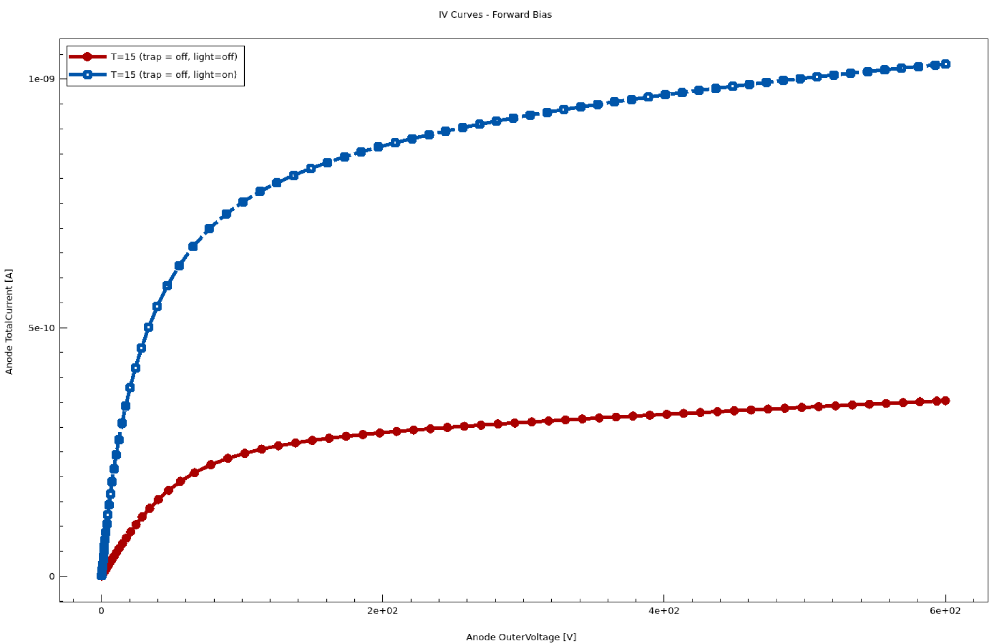 IV Curves - Forward Bias
T=15 (trap = off, light=off)
T=15 (trap = off, light=on)
1e-09
5e-10
0
Anode TotalCurrent [A]
0
2e+02
4e+02
6e+02
Anode OuterVoltage [V]